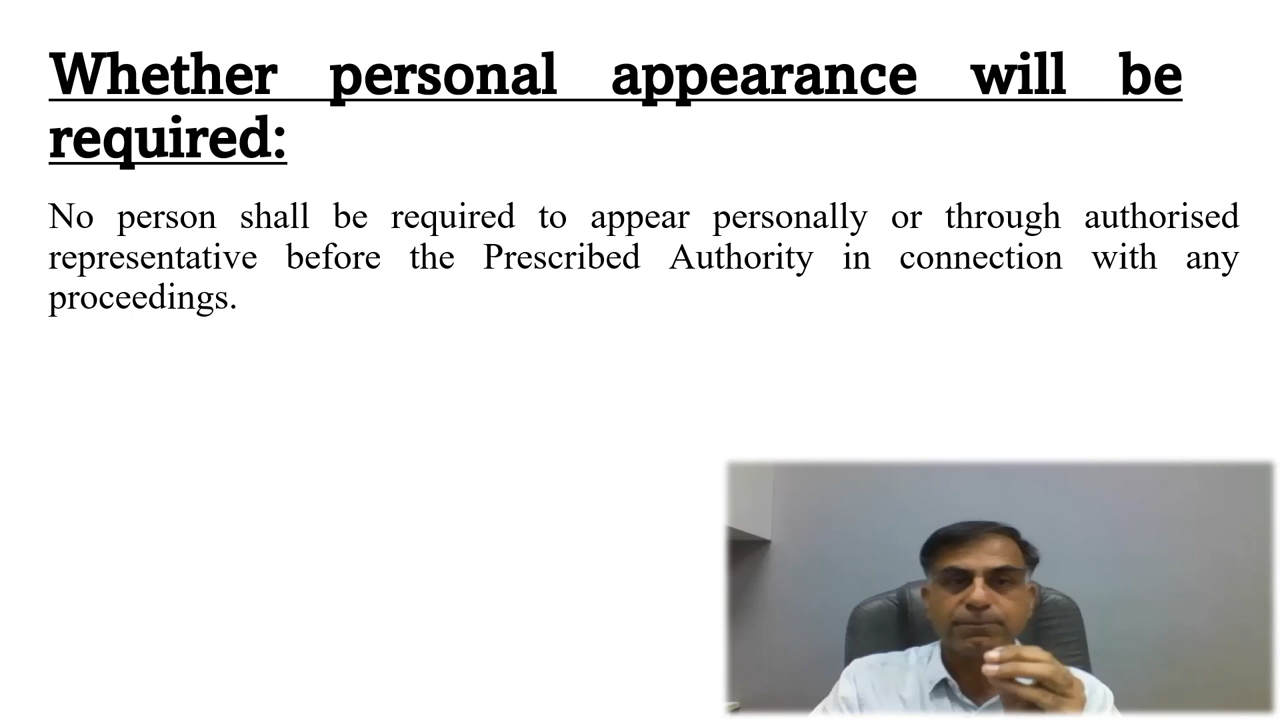 Whether personal appearance will be
required:
No person shall be required to appear personally or through authorised
representative before the Prescribed Authority in connection with any
proceedings.